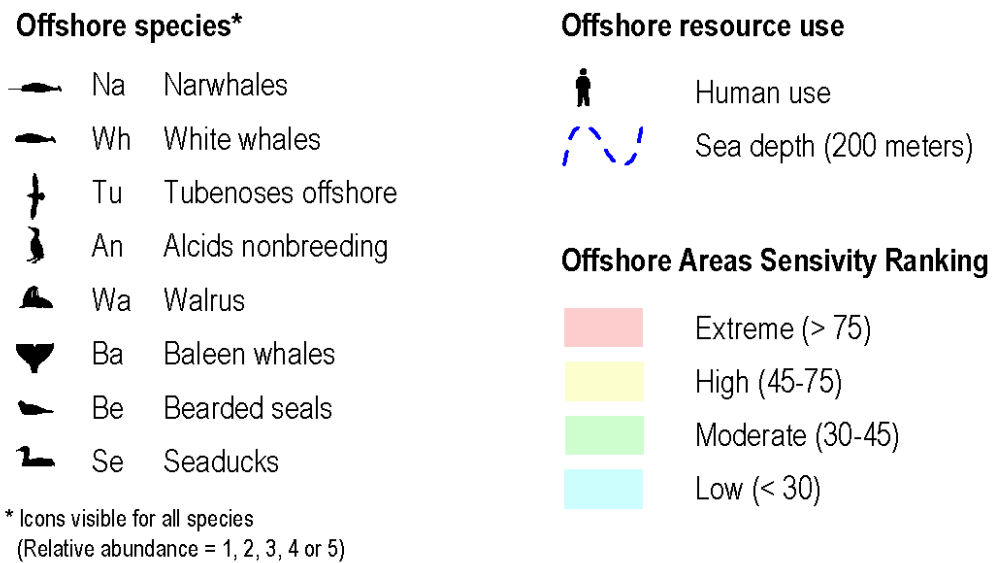 Offshore species*
Na Narwhales
Wh White whales
Tu Tubenoses offshore
An Alcids nonbreeding
Wa Walrus
Ba Baleen whales
Be Bearded seals
Se Seaducks
* Icons visible for all species
(Relative abundance = 1, 2, 3, 4 or 5)
Offshore resource use
Human use
Sea depth (200 meters)
Offshore Areas Sensivity Ranking
Extreme (> 75)
High (45-75)
Moderate (30-45)
Low (< 30)